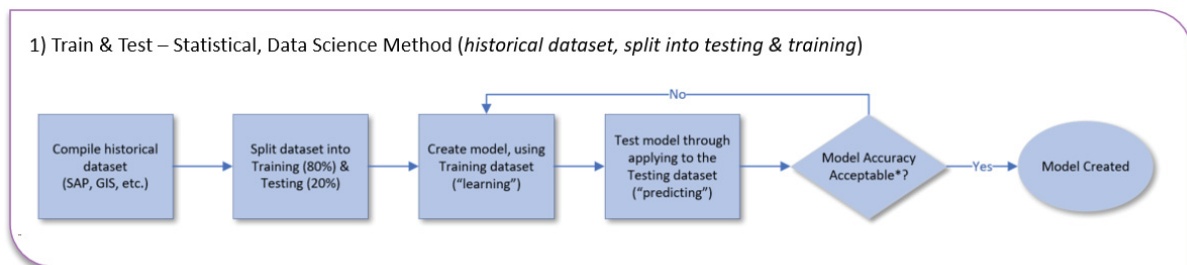 1) Train & Test – Statistical, Data Science Method (historical dataset, split into testing & training)
No
Compile historical
dataset
(SAP, GIS, etc.)
Split dataset into
Training (80%) &
Testing (20%)
Create model, using
Training dataset
("learning")
Test model through
applying to the
Testing dataset
("predicting")
Model Accuracy
Acceptable*?
Yes
Model Created